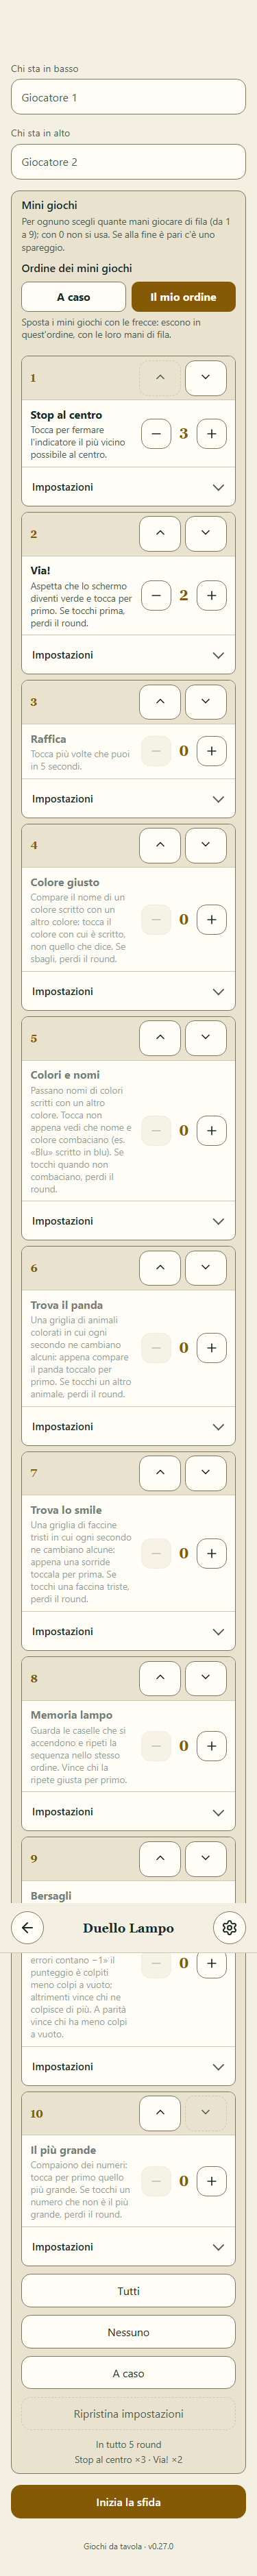 Chi sta in basso
Giocatore 1
Chi sta in alto
Giocatore 2
Mini giochi
Per ognuno scegli quante mani giocare di fila (da 1
a 9); con 0 non si usa. Se alla fine è pari c'è uno
spareggio.
Ordine dei mini giochi
A caso
Il mio ordine
Sposta i mini giochi con le frecce: escono in
quest'ordine, con le loro mani di fila.
1
Stop al centro
Tocca per fermare
l'indicatore il più vicino
possibile al centro.
− 3 +
Impostazioni
2
Via!
Aspetta che lo schermo
diventi verde e tocca per
primo. Se tocchi prima,
perdi il round.
− 2 +
Impostazioni
3
Raffica
Tocca più volte che puoi
in 5 secondi.
− 0 +
Impostazioni
4
Colore giusto
Compare il nome di un
colore scritto con un
altro colore: tocca il
colore con cui è scritto,
non quello che dice. Se
sbagli, perdi il round.
− 0 +
Impostazioni
5
Colori e nomi
Passano nomi di colori
scritti con un altro
colore. Tocca non
appena vedi che nome e
colore combaciano (es.
«Blu» scritto in blu). Se
tocchi quando non
combaciano, perdi il
round.
− 0 +
Impostazioni
6
Trova il panda
Una griglia di animali
colorati in cui ogni
secondo ne cambiano
alcuni: appena compare
il panda toccalo per
primo. Se tocchi un altro
animale, perdi il round.
− 0 +
Impostazioni
7
Trova lo smile
Una griglia di faccine
tristi in cui ogni secondo
ne cambiano alcune:
appena una sorride
toccala per prima. Se
tocchi una faccina triste,
perdi il round.
− 0 +
Impostazioni
8
Memoria lampo
Guarda le caselle che si
accendono e ripeti la
sequenza nello stesso
ordine. Vince chi la
ripete giusta per primo.
− 0 +
Impostazioni
9
Bersagli
Duello Lampo
errori contano −1» il
punteggio è colpiti
meno colpi a vuoto;
altrimenti vince chi ne
colpisce di più. A parità
vince chi ha meno colpi
a vuoto.
− 0 +
Impostazioni
10
Il più grande
Compaiono dei numeri:
tocca per primo quello
più grande. Se tocchi un
numero che non è il più
grande, perdi il round.
− 0 +
Impostazioni
Tutti
Nessuno
A caso
Ripristina impostazioni
In tutto 5 round
Stop al centro ×3 · Via! ×2
Inizia la sfida
Giochi da tavola · v0.27.0